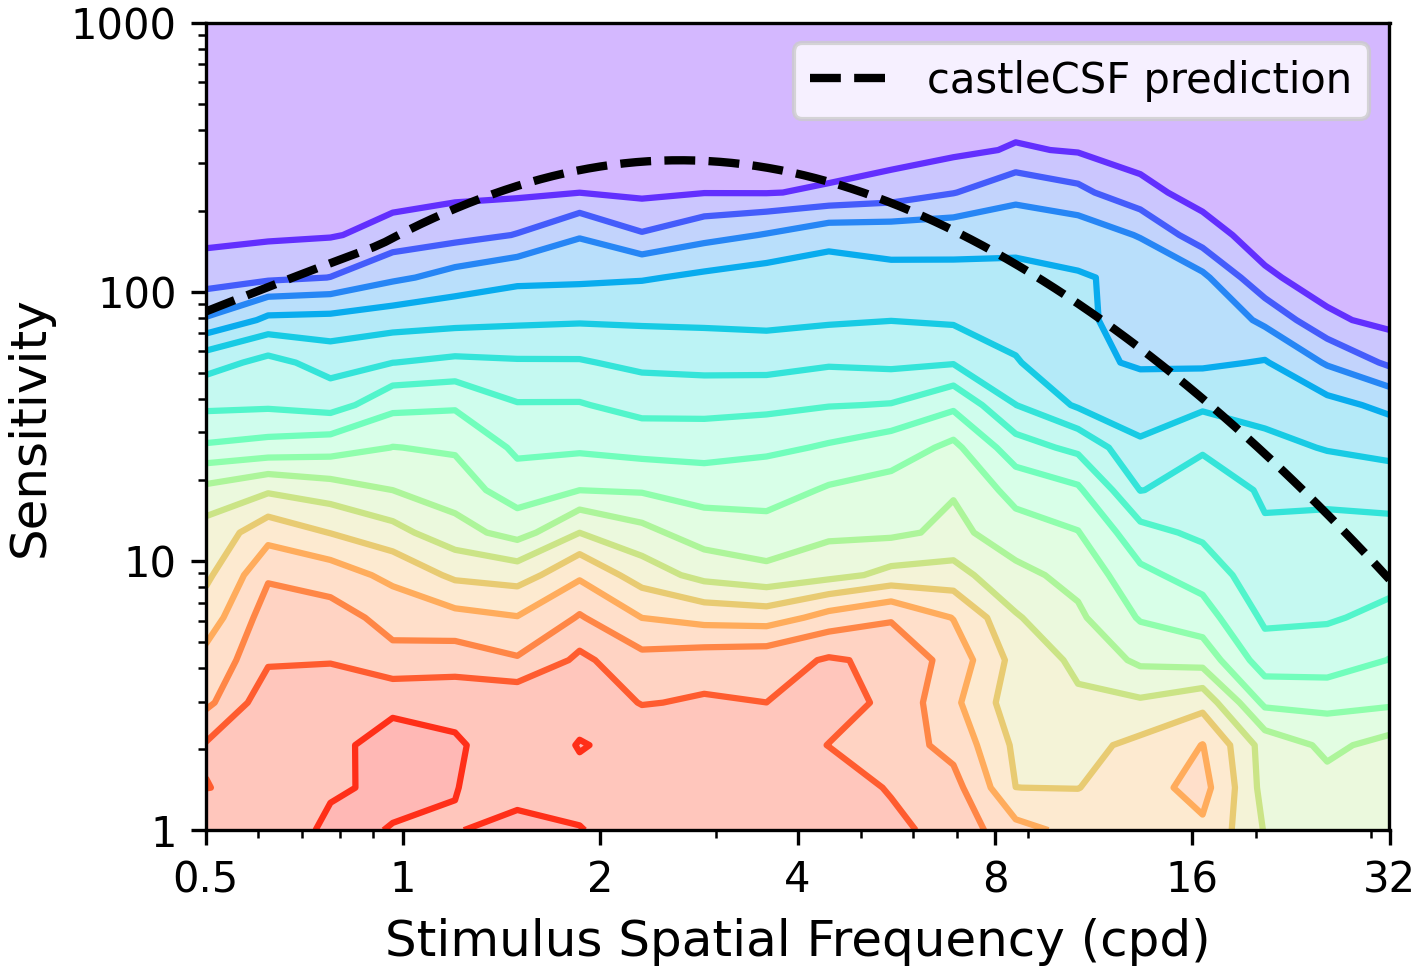 1000
100
10
1
Sensitivity
castleCSF prediction
0.5 1 2 4 8 16 32
Stimulus Spatial Frequency (cpd)